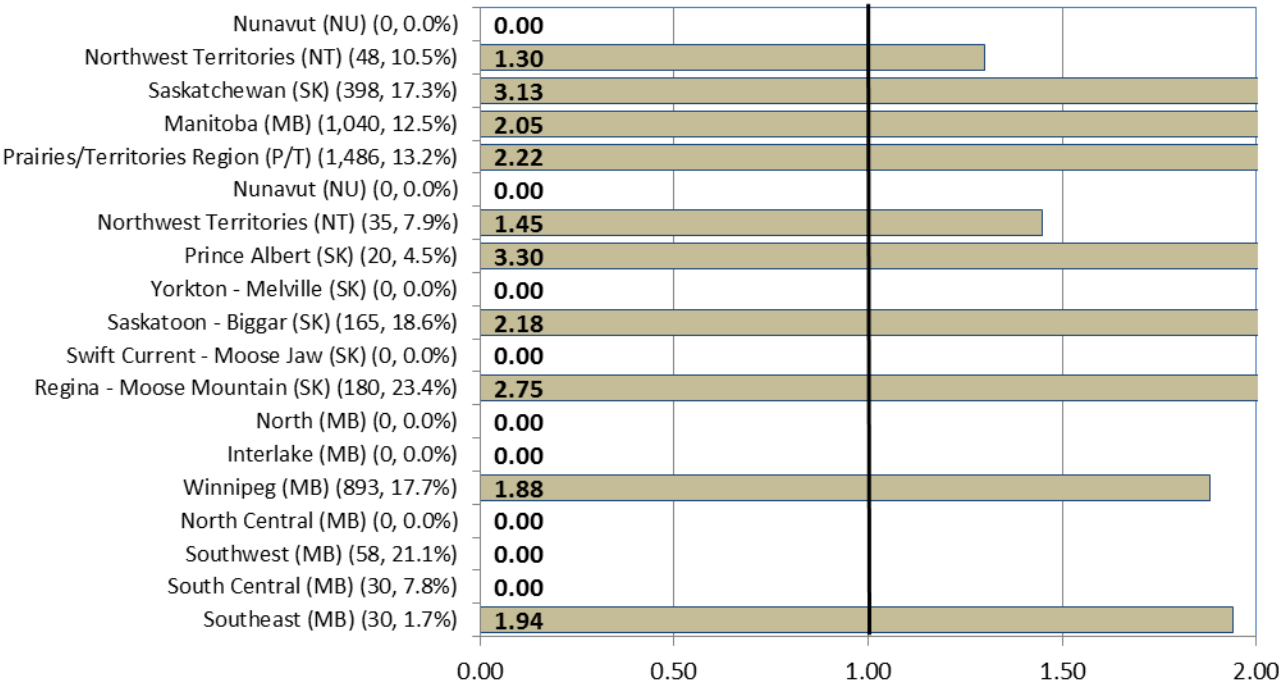 Nunavut (NU) (0, 0.0%) 0.00
Northwest Territories (NT) (48, 10.5%) 1.30
Saskatchewan (SK) (398, 17.3%) 3.13
Manitoba (MB) (1,040, 12.5%) 2.05
Prairies/Territories Region (P/T) (1,486, 13.2%) 2.22
Nunavut (NU) (0, 0.0%) 0.00
Northwest Territories (NT) (35, 7.9%) 1.45
Prince Albert (SK) (20, 4.5%) 3.30
Yorkton - Melville (SK) (0, 0.0%) 0.00
Saskatoon - Biggar (SK) (165, 18.6%) 2.18
Swift Current - Moose Jaw (SK) (0, 0.0%) 0.00
Regina - Moose Mountain (SK) (180, 23.4%) 2.75
North (MB) (0, 0.0%) 0.00
Interlake (MB) (0, 0.0%) 0.00
Winnipeg (MB) (893, 17.7%) 1.88
North Central (MB) (0, 0.0%) 0.00
Southwest (MB) (58, 21.1%) 0.00
South Central (MB) (30, 7.8%) 0.00
Southeast (MB) (30, 1.7%) 1.94
0.00 0.50 1.00 1.50 2.00